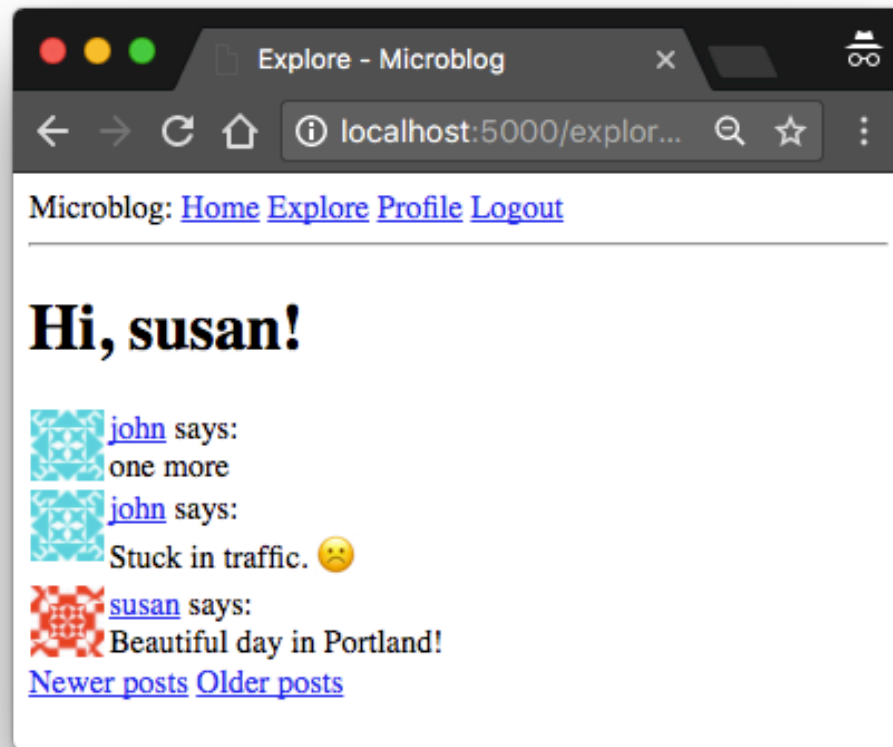 Explore - Microblog
localhost:5000/explor...
Microblog: Home Explore Profile Logout
Hi, susan!
john says:
one more
john says:
Stuck in traffic. ☹️
susan says:
Beautiful day in Portland!
Newer posts Older posts